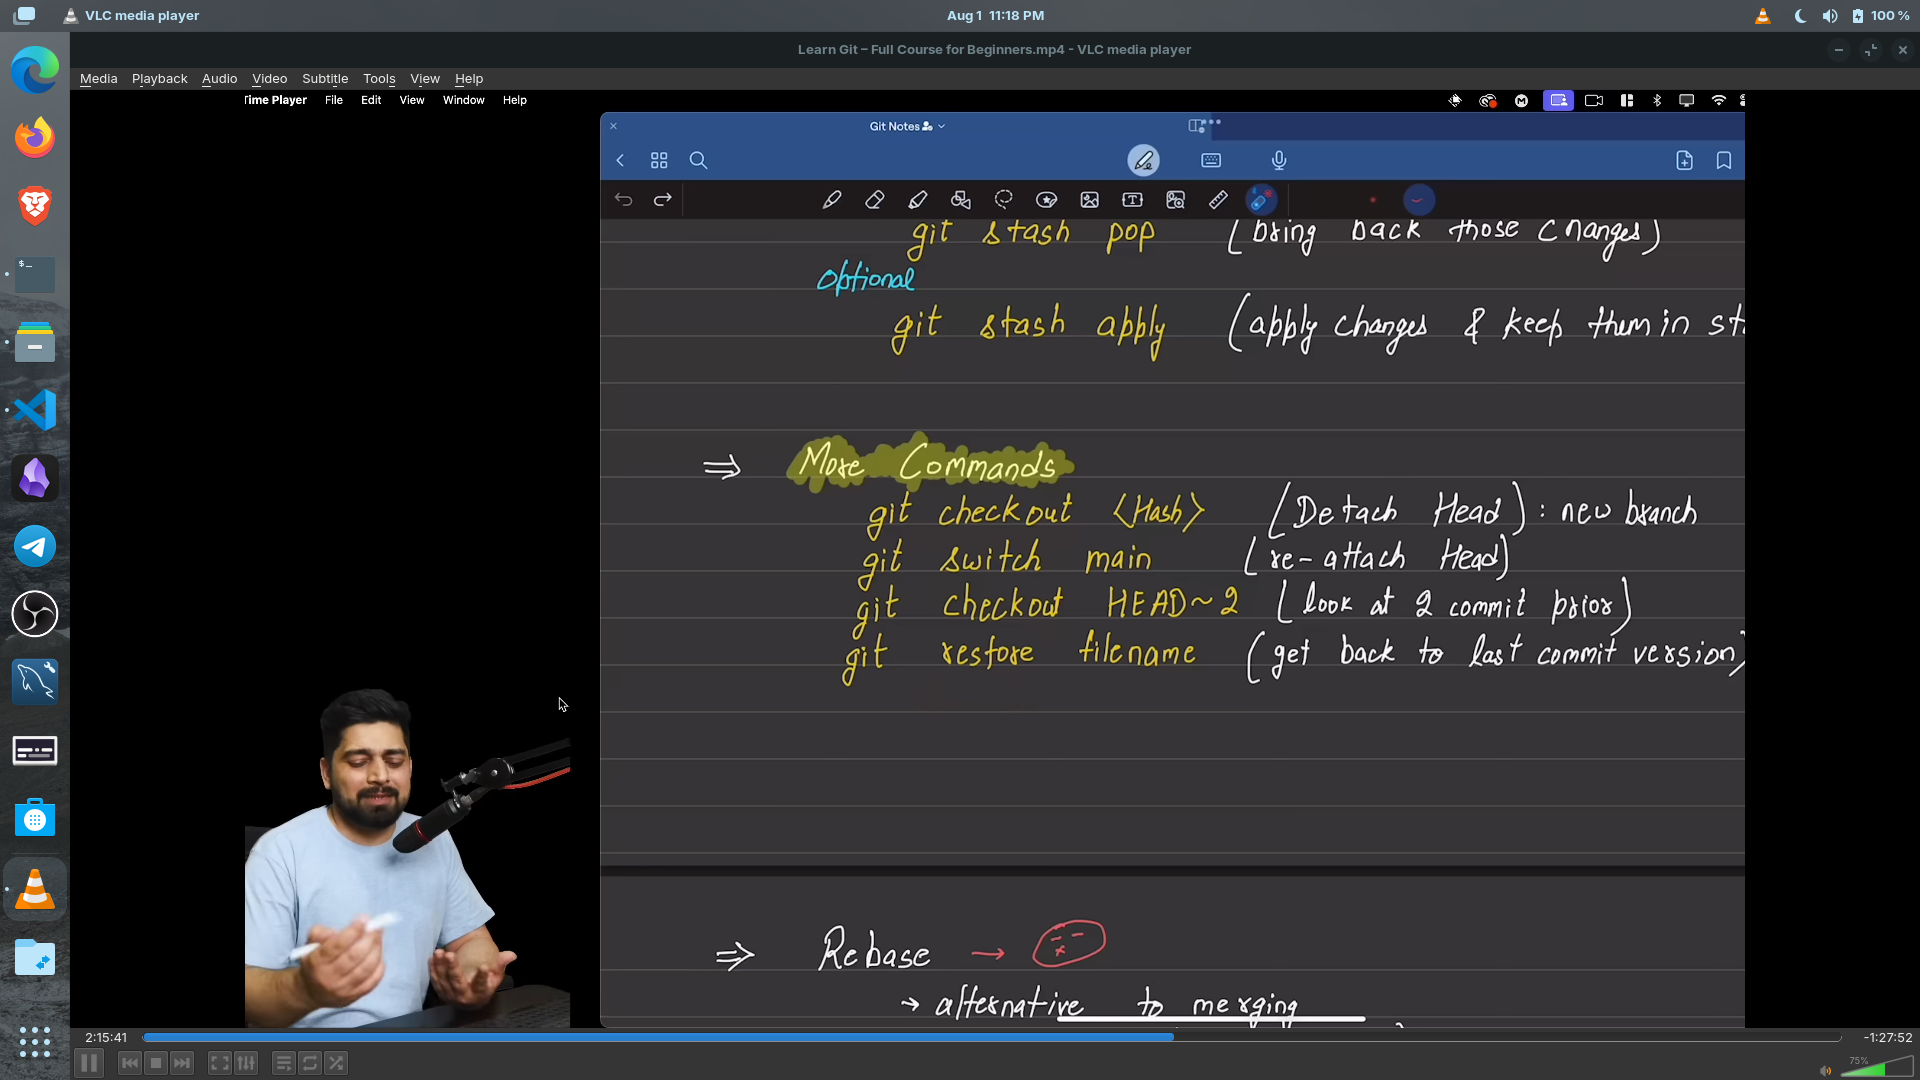 VLC media player
Aug 1 11:18 PM
100 %
Learn Git – Full Course for Beginners.mp4 - VLC media player
Media Playback Audio Video Subtitle Tools View Help
Time Player File Edit View Window Help
Git Notes
git stash pop (bring back those changes)
optional
git stash apply (apply changes & keep them in
⇒ More Commands
git checkout <Hash> (Detach Head) : new branch
git switch main (re-attach Head)
git checkout HEAD~2 (look at 2 commit prior)
git restore filename (get back to last commit version)
⇒ Rebase →
→ alternative to merging
2:15:41
-1:27:52
75%